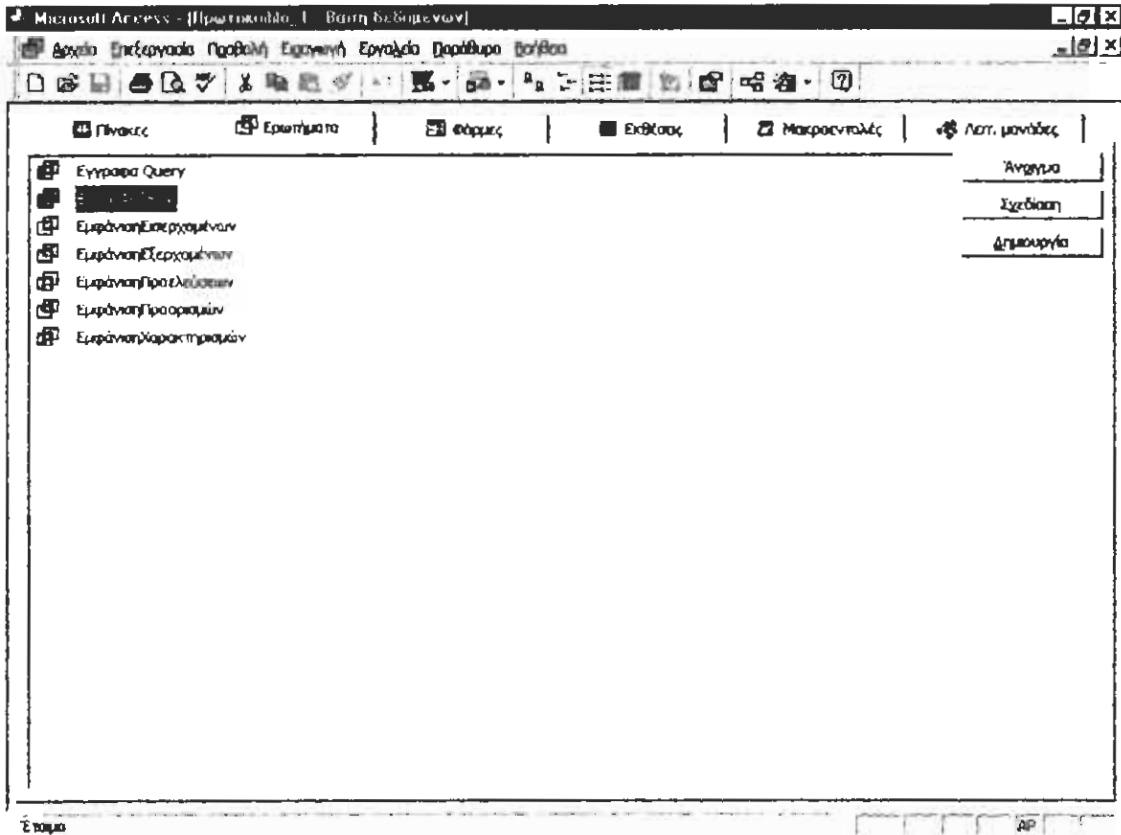 Microsoft Access - [Πρωτοκολλο_1 Βαση δεδομενων]
Αρχείο Επεξεργασία Προβολή Εισαγωγή Εργαλεία Παράθυρο Βοήθεια
Πίνακες Ερωτήματα Φόρμες Εκθέσεις Μακροεντολές Λειτ. μονάδες
Εγγραφα Query
ΕμφάνισηΕισερχομένων
ΕμφάνισηΕξερχομένων
ΕμφάνισηΠροελεύσεων
ΕμφάνισηΠροορισμών
ΕμφάνισηΧαρακτηρισμών
Άνοιγμα
Σχεδίαση
Δημιουργία
Έτοιμο